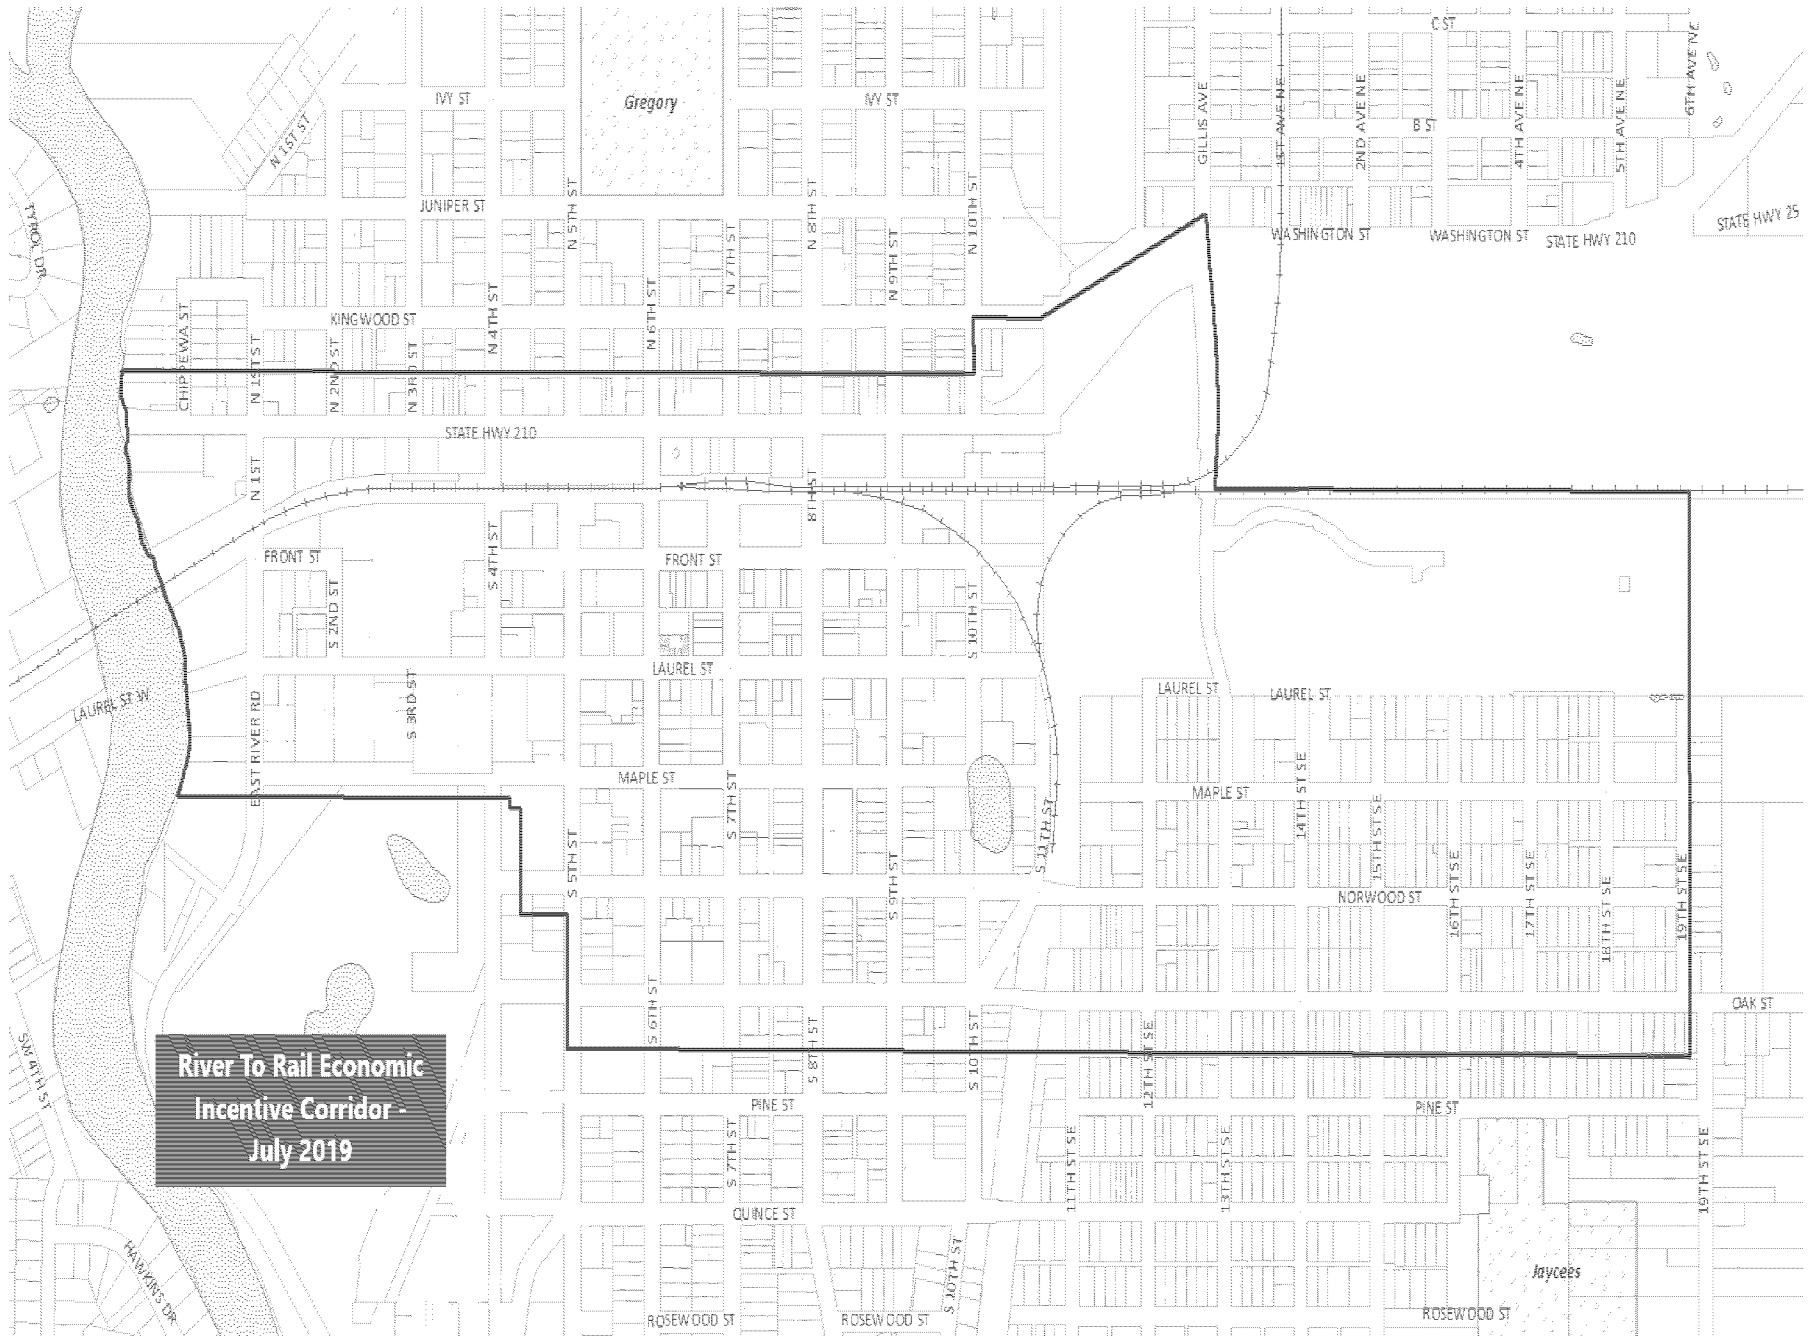 C ST
6TH AVE NE
IVY ST
Gregory
IVY ST
GILLIS AVE
1ST AVE NE
2ND AVE NE
4TH AVE NE
5TH AVE NE
B ST
N 1ST ST
JUNIPER ST
TYROL DR
N 5TH ST
N 7TH ST
N 8TH ST
N 9TH ST
N 10TH ST
WASHINGTON ST
WASHINGTON ST
STATE HWY 210
STATE HWY 25
CHIPPEWA ST
KINGWOOD ST
N 1ST ST
N 2ND ST
N 3RD ST
N 4TH ST
N 6TH ST
STATE HWY 210
N 1ST
8TH ST
FRONT ST
S 4TH ST
FRONT ST
S 2ND ST
S 10TH ST
LAUREL ST
LAUREL ST W
S 3RD ST
EAST RIVER RD
LAUREL ST
LAUREL ST
MAPLE ST
S 7TH ST
MAPLE ST
14TH ST SE
S 5TH ST
S 9TH ST
S 11TH ST
15TH ST SE
NORWOOD ST
16TH ST SE
17TH ST SE
18TH ST SE
19TH ST SE
S 6TH ST
OAK ST
S 8TH ST
S 10TH ST
12TH ST SE
SW 4TH ST
River To Rail Economic
Incentive Corridor -
July 2019
PINE ST
PINE ST
S 7TH ST
11TH ST SE
13TH ST SE
19TH ST SE
QUINCE ST
HAWKINS DR
S 10TH ST
Jaycees
ROSEWOOD ST
ROSEWOOD ST
ROSEWOOD ST